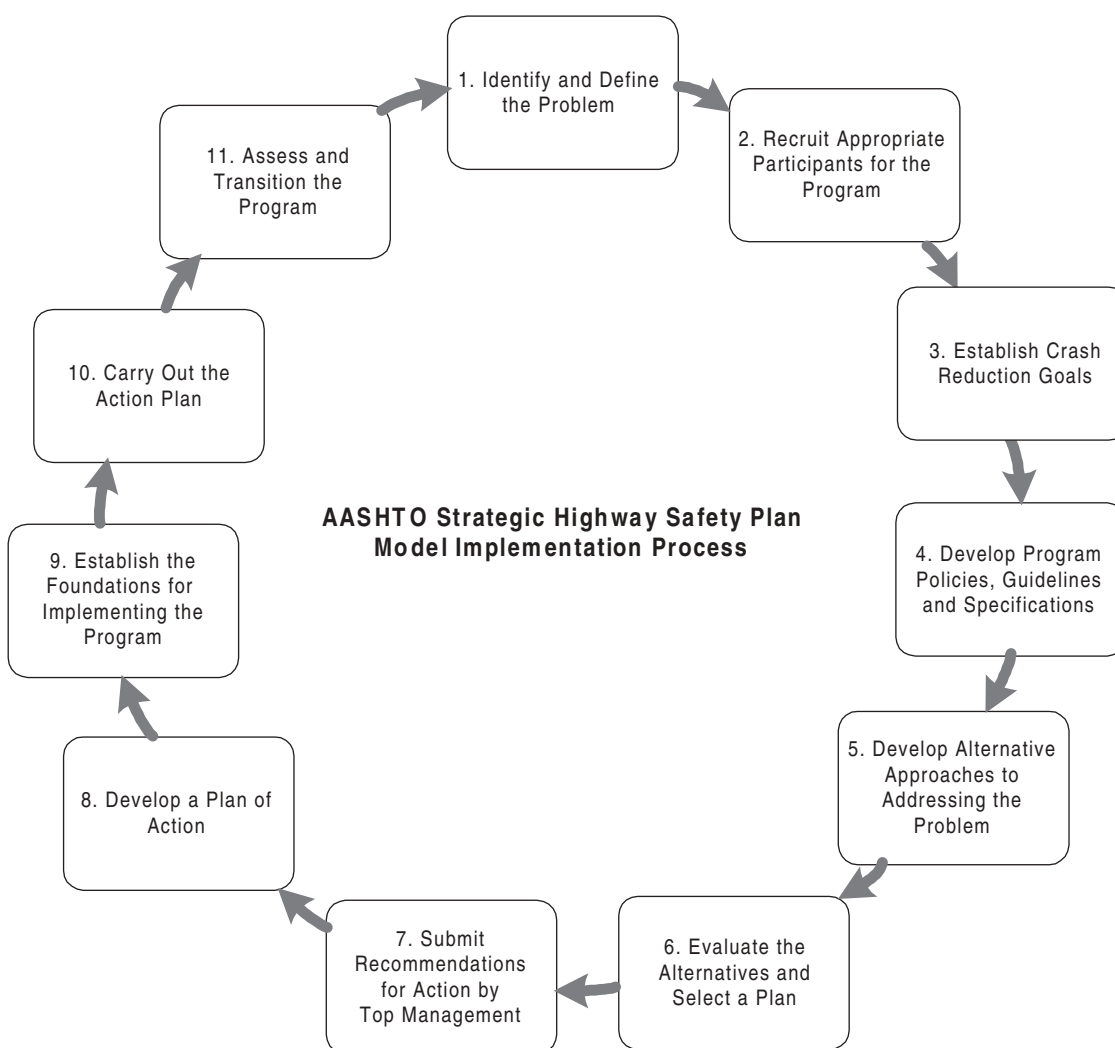 1. Identify and Define
the Problem
2. Recruit Appropriate
Participants for the
Program
3. Establish Crash
Reduction Goals
4. Develop Program
Policies, Guidelines
and Specifications
5. Develop Alternative
Approaches to
Addressing the
Problem
6. Evaluate the
Alternatives and
Select a Plan
7. Submit
Recommendations
for Action by
Top Management
8. Develop a Plan of
Action
9. Establish the
Foundations for
Implementing the
Program
10. Carry Out the
Action Plan
11. Assess and
Transition the
Program
AASHTO Strategic Highway Safety Plan
Model Implementation Process